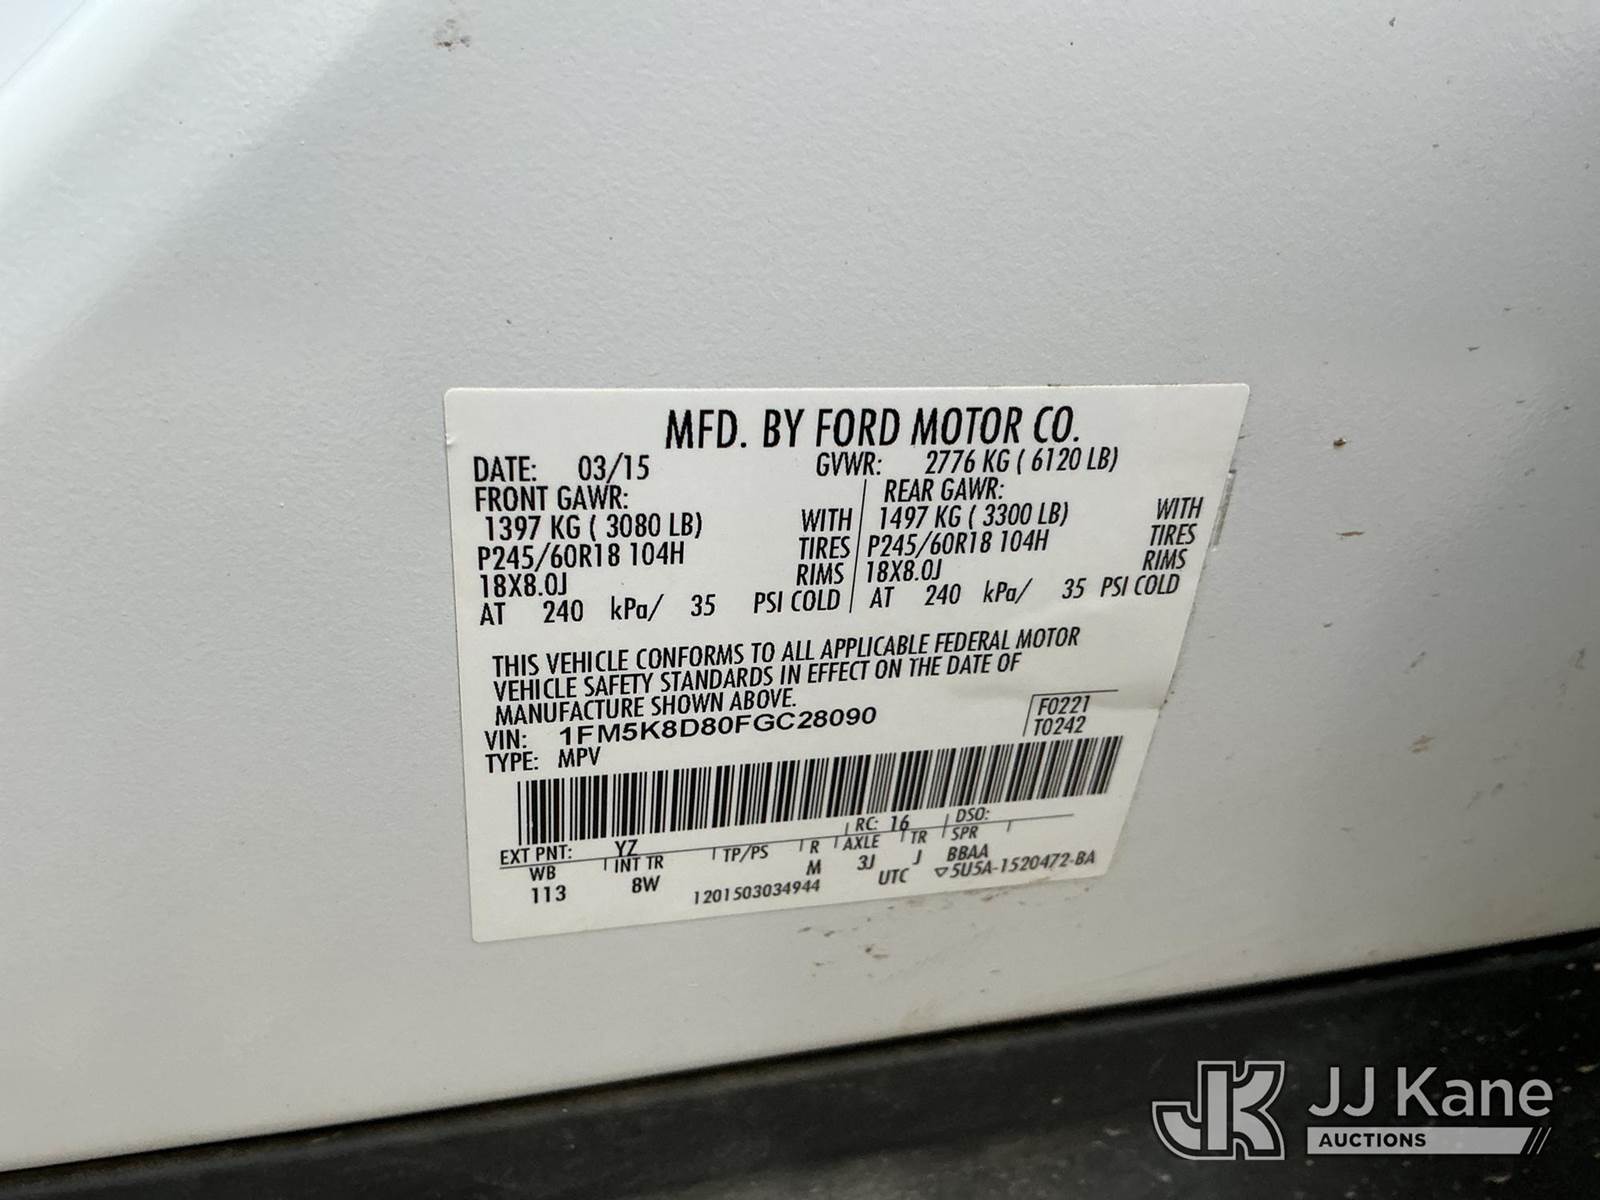 MFD. BY FORD MOTOR CO.
DATE: 03/15 GVWR: 2776 KG ( 6120 LB)
FRONT GAWR: REAR GAWR:
1397 KG ( 3080 LB) WITH 1497 KG ( 3300 LB) WITH
P245/60R18 104H TIRES P245/60R18 104H TIRES
18X8.0J RIMS 18X8.0J RIMS
AT 240 kPa/ 35 PSI COLD AT 240 kPa/ 35 PSI COLD
THIS VEHICLE CONFORMS TO ALL APPLICABLE FEDERAL MOTOR
VEHICLE SAFETY STANDARDS IN EFFECT ON THE DATE OF
MANUFACTURE SHOWN ABOVE.
VIN: 1FM5K8D80FGC28090 F0221
TYPE: MPV T0242
EXT PNT: YZ RC: 16 DSO:
WB INT TR TP/PS R AXLE TR SPR
113 8W M 3J J BBAA
1201503034944 UTC ▽5U5A-1520472-BA
JK JJ Kane
AUCTIONS